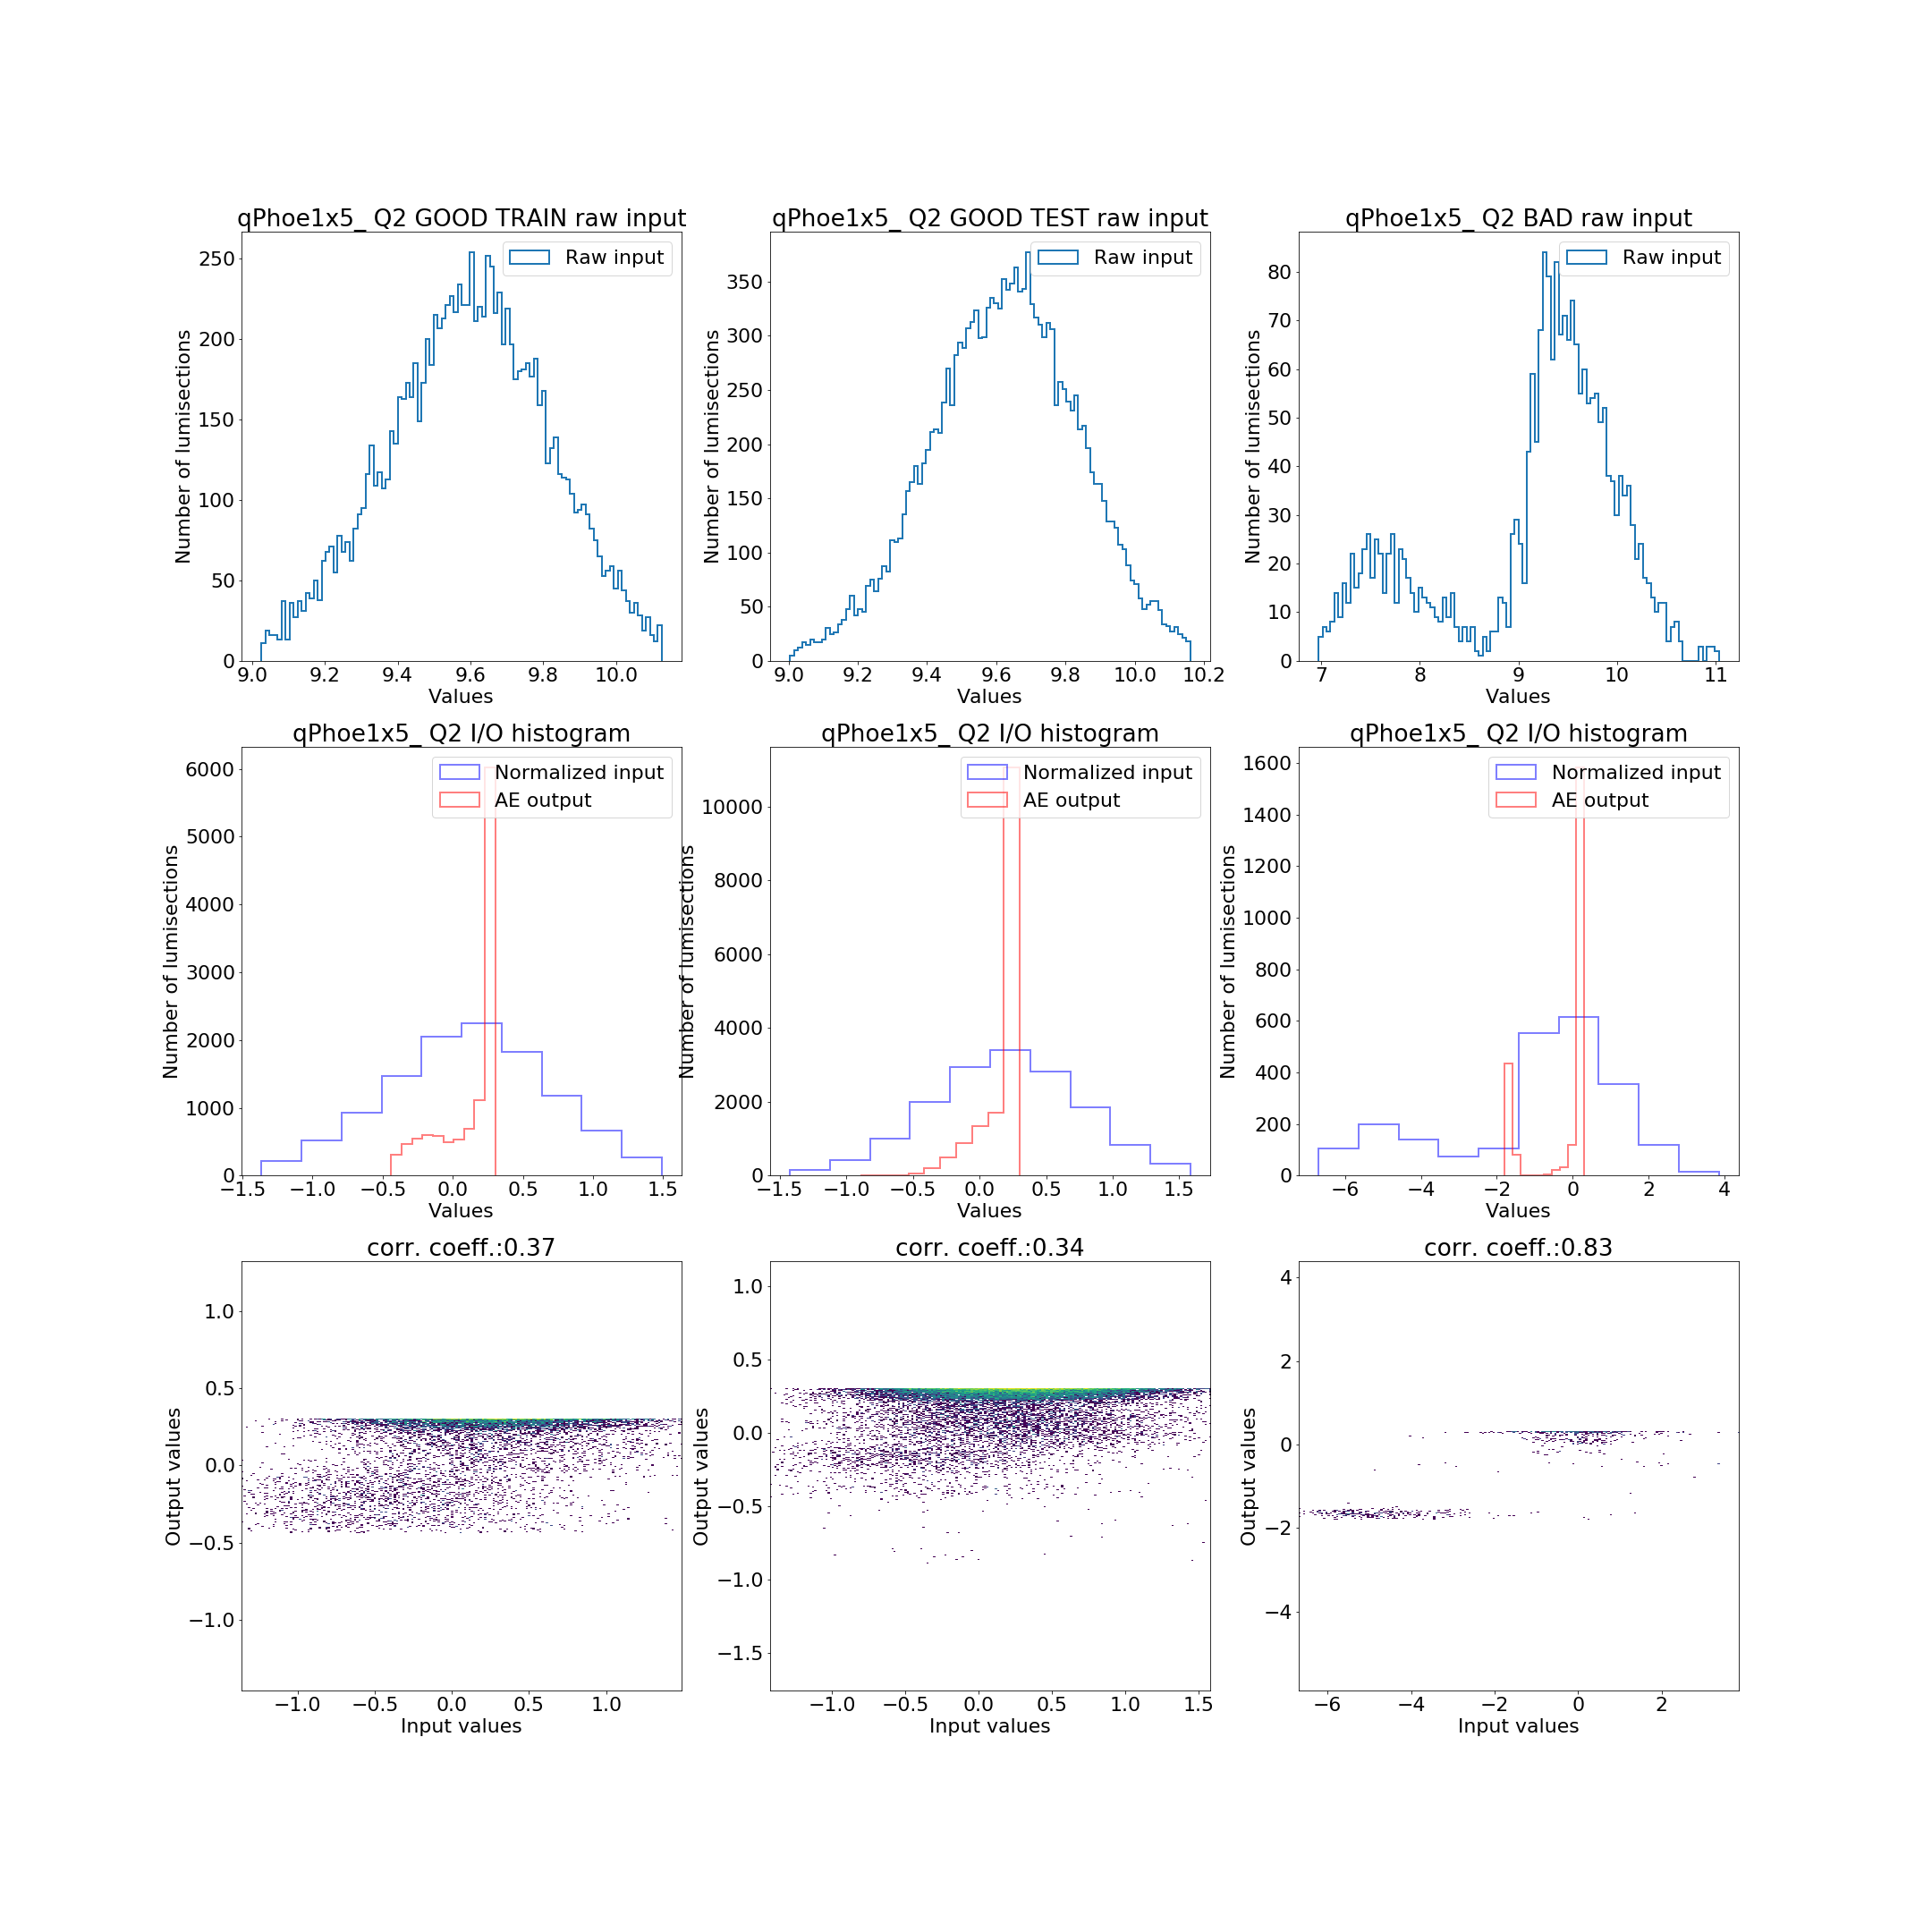 qPhoe1x5_ Q2 GOOD TRAIN raw input
Raw input
Number of lumisections
250
200
150
100
50
0
9.0 9.2 9.4 9.6 9.8 10.0
Values
qPhoe1x5_ Q2 GOOD TEST raw input
Raw input
Number of lumisections
350
300
250
200
150
100
50
0
9.0 9.2 9.4 9.6 9.8 10.0 10.2
Values
qPhoe1x5_ Q2 BAD raw input
Raw input
Number of lumisections
80
70
60
50
40
30
20
10
0
7 8 9 10 11
Values
qPhoe1x5_ Q2 I/O histogram
Normalized input
AE output
Number of lumisections
6000
5000
4000
3000
2000
1000
0
−1.5 −1.0 −0.5 0.0 0.5 1.0 1.5
Values
qPhoe1x5_ Q2 I/O histogram
Normalized input
AE output
Number of lumisections
10000
8000
6000
4000
2000
0
−1.5 −1.0 −0.5 0.0 0.5 1.0 1.5
Values
qPhoe1x5_ Q2 I/O histogram
Normalized input
AE output
Number of lumisections
1600
1400
1200
1000
800
600
400
200
0
−6 −4 −2 0 2 4
Values
corr. coeff.:0.37
Output values
1.0
0.5
0.0
−0.5
−1.0
−1.0 −0.5 0.0 0.5 1.0
Input values
corr. coeff.:0.34
Output values
1.0
0.5
0.0
−0.5
−1.0
−1.5
−1.0 −0.5 0.0 0.5 1.0 1.5
Input values
corr. coeff.:0.83
Output values
4
2
0
−2
−4
−6 −4 −2 0 2
Input values